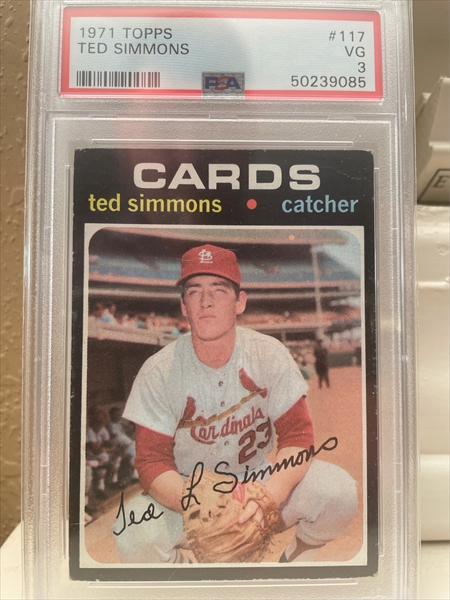 1971 TOPPS #117
TED SIMMONS VG
3
PSA 50239085
CARDS
ted simmons • catcher
Cardinals
23
Ted L Simmons